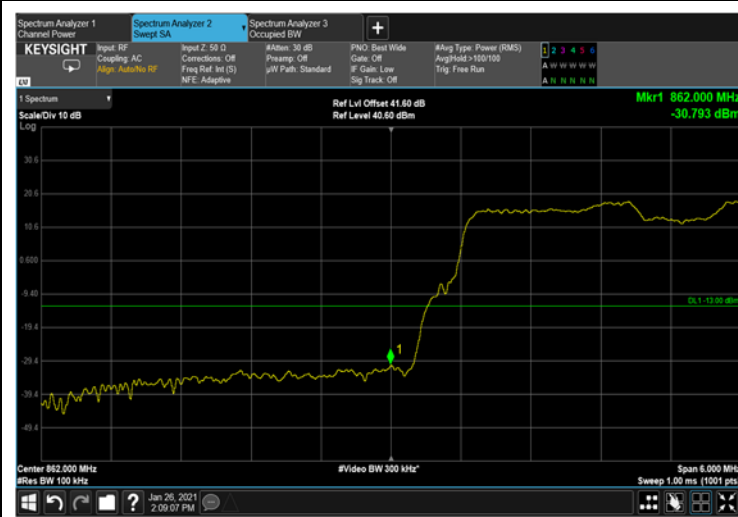 Spectrum Analyzer 1
Channel Power
Spectrum Analyzer 2
Swept SA
Spectrum Analyzer 3
Occupied BW
+
KEYSIGHT
Input: RF
Coupling: AC
Align: Auto/No RF
Input Z: 50 Ω
Corrections: Off
Freq Ref: Int (S)
NFE: Adaptive
#Atten: 30 dB
Preamp: Off
µW Path: Standard
PNO: Best Wide
Gate: Off
IF Gain: Low
Sig Track: Off
#Avg Type: Power (RMS)
Avg|Hold:>100/100
Trig: Free Run
1 2 3 4 5 6
A W W W W W
A N N N N N
1 Spectrum
Scale/Div 10 dB
Log
Ref Lvl Offset 41.60 dB
Ref Level 40.60 dBm
Mkr1 862.000 MHz
-30.793 dBm
30.6
20.6
10.6
0.600
-9.40
DL1 -13.00 dBm
-19.4
-29.4
1
-39.4
-49.4
Center 862.000 MHz
#Res BW 100 kHz
#Video BW 300 kHz*
Span 6.000 MHz
Sweep 1.00 ms (1001 pts)
?
Jan 26, 2021
2:09:07 PM